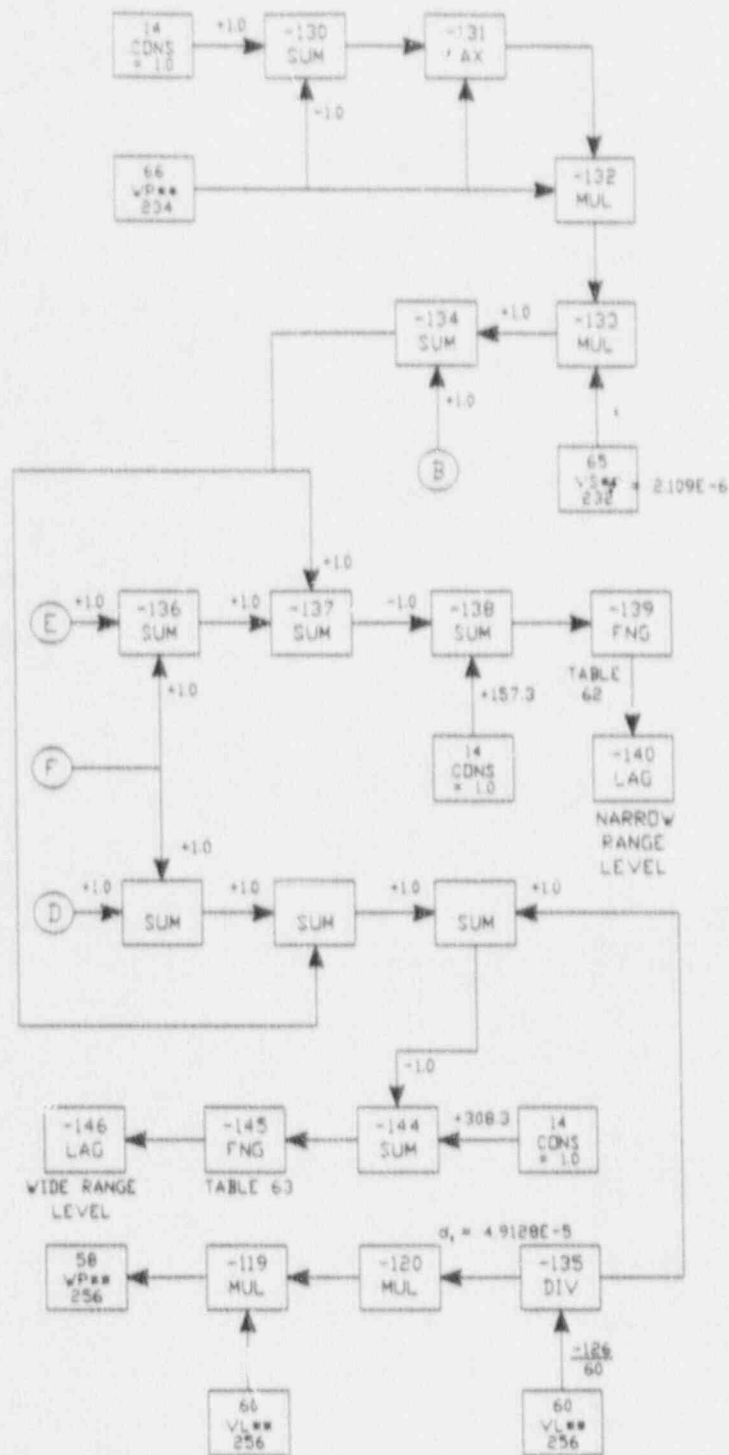 14
CONS
= 1.0
+1.0
-130
SUM
-131
AX
-1.0
66
WP**
234
-132
MUL
-134
SUM
+1.0
-133
MUL
+1.0
B
65
232
= 2.109E-6
+1.0
E
+1.0
-136
SUM
+1.0
-137
SUM
-1.0
-138
SUM
-139
FNG
+1.0
+157.3
TABLE
62
F
14
CONS
= 1.0
-140
LAG
NARROW
RANGE
LEVEL
+1.0
D
+1.0
SUM
+1.0
SUM
+1.0
SUM
+1.0
-1.0
-146
LAG
-145
FNG
-144
SUM
+308.3
14
CONS
= 1.0
WIDE RANGE
LEVEL
TABLE 63
= 4.9128E-5
58
WP**
256
-119
MUL
-120
MUL
-135
DIV
-126
60
60
VL**
256
60
VL**
256